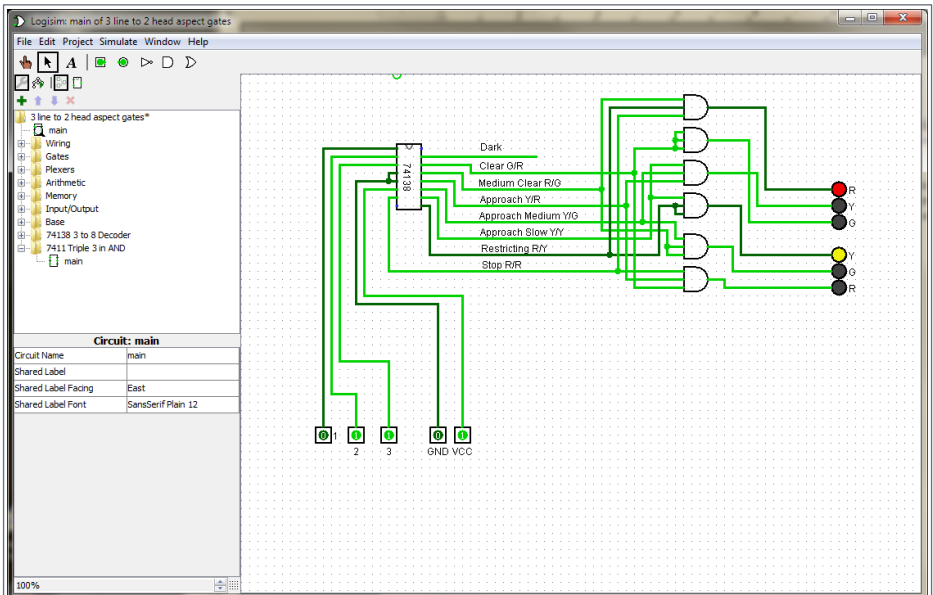 Logisim: main of 3 line to 2 head aspect gates
File Edit Project Simulate Window Help
A
3 line to 2 head aspect gates*
main
Wiring
Gates
Plexers
Arithmetic
Memory
Input/Output
Base
74138 3 to 8 Decoder
7411 Triple 3 in AND
main
Circuit: main
Circuit Name main
Shared Label
Shared Label Facing East
Shared Label Font SansSerif Plain 12
100%
74138
Dark
Clear G/R
Medium Clear R/G
Approach Y/R
Approach Medium Y/G
Approach Slow Y/Y
Restricting R/Y
Stop R/R
R
Y
G
Y
G
R
0 1 1 1 0 1
2 3 GND VCC